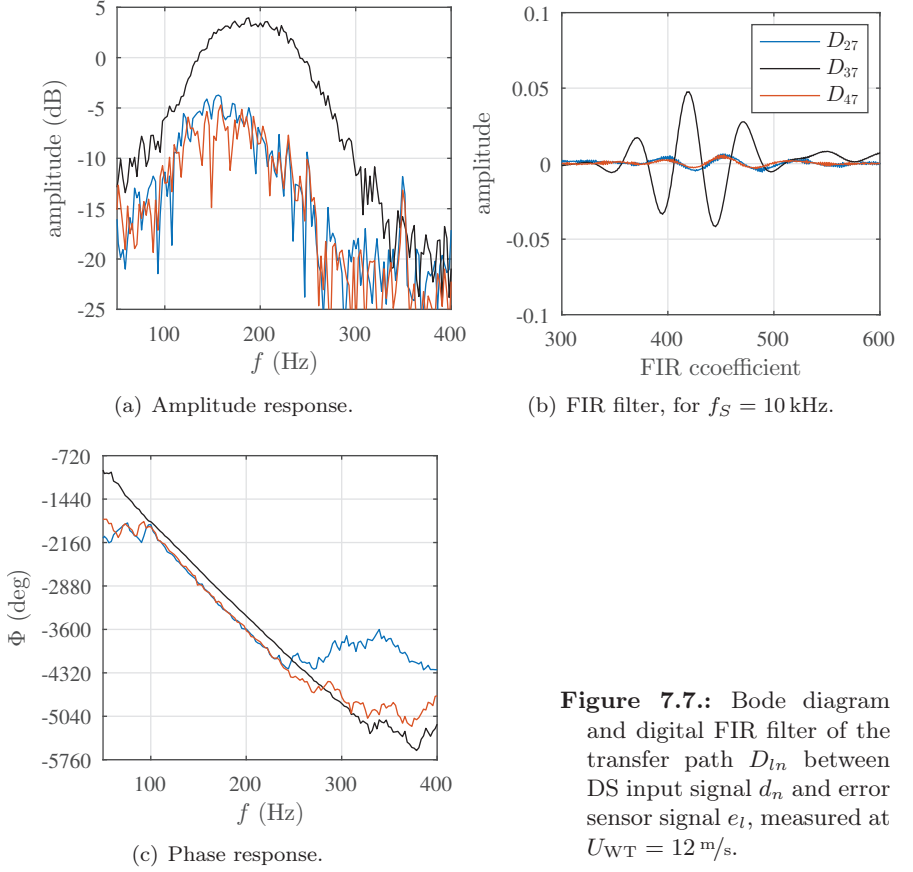 5
0
-5
-10
-15
-20
-25
amplitude (dB)
100 200 300 400
f (Hz)
(a) Amplitude response.
0.1
0.05
0
-0.05
-0.1
amplitude
D27
D37
D47
300 400 500 600
FIR ccoefficient
(b) FIR filter, for fS = 10 kHz.
-720
-1440
-2160
-2880
-3600
-4320
-5040
-5760
Φ (deg)
100 200 300 400
f (Hz)
(c) Phase response.
Figure 7.7.: Bode diagram
and digital FIR filter of the
transfer path Dln between
DS input signal dn and error
sensor signal el, measured at
UWT = 12 m/s.